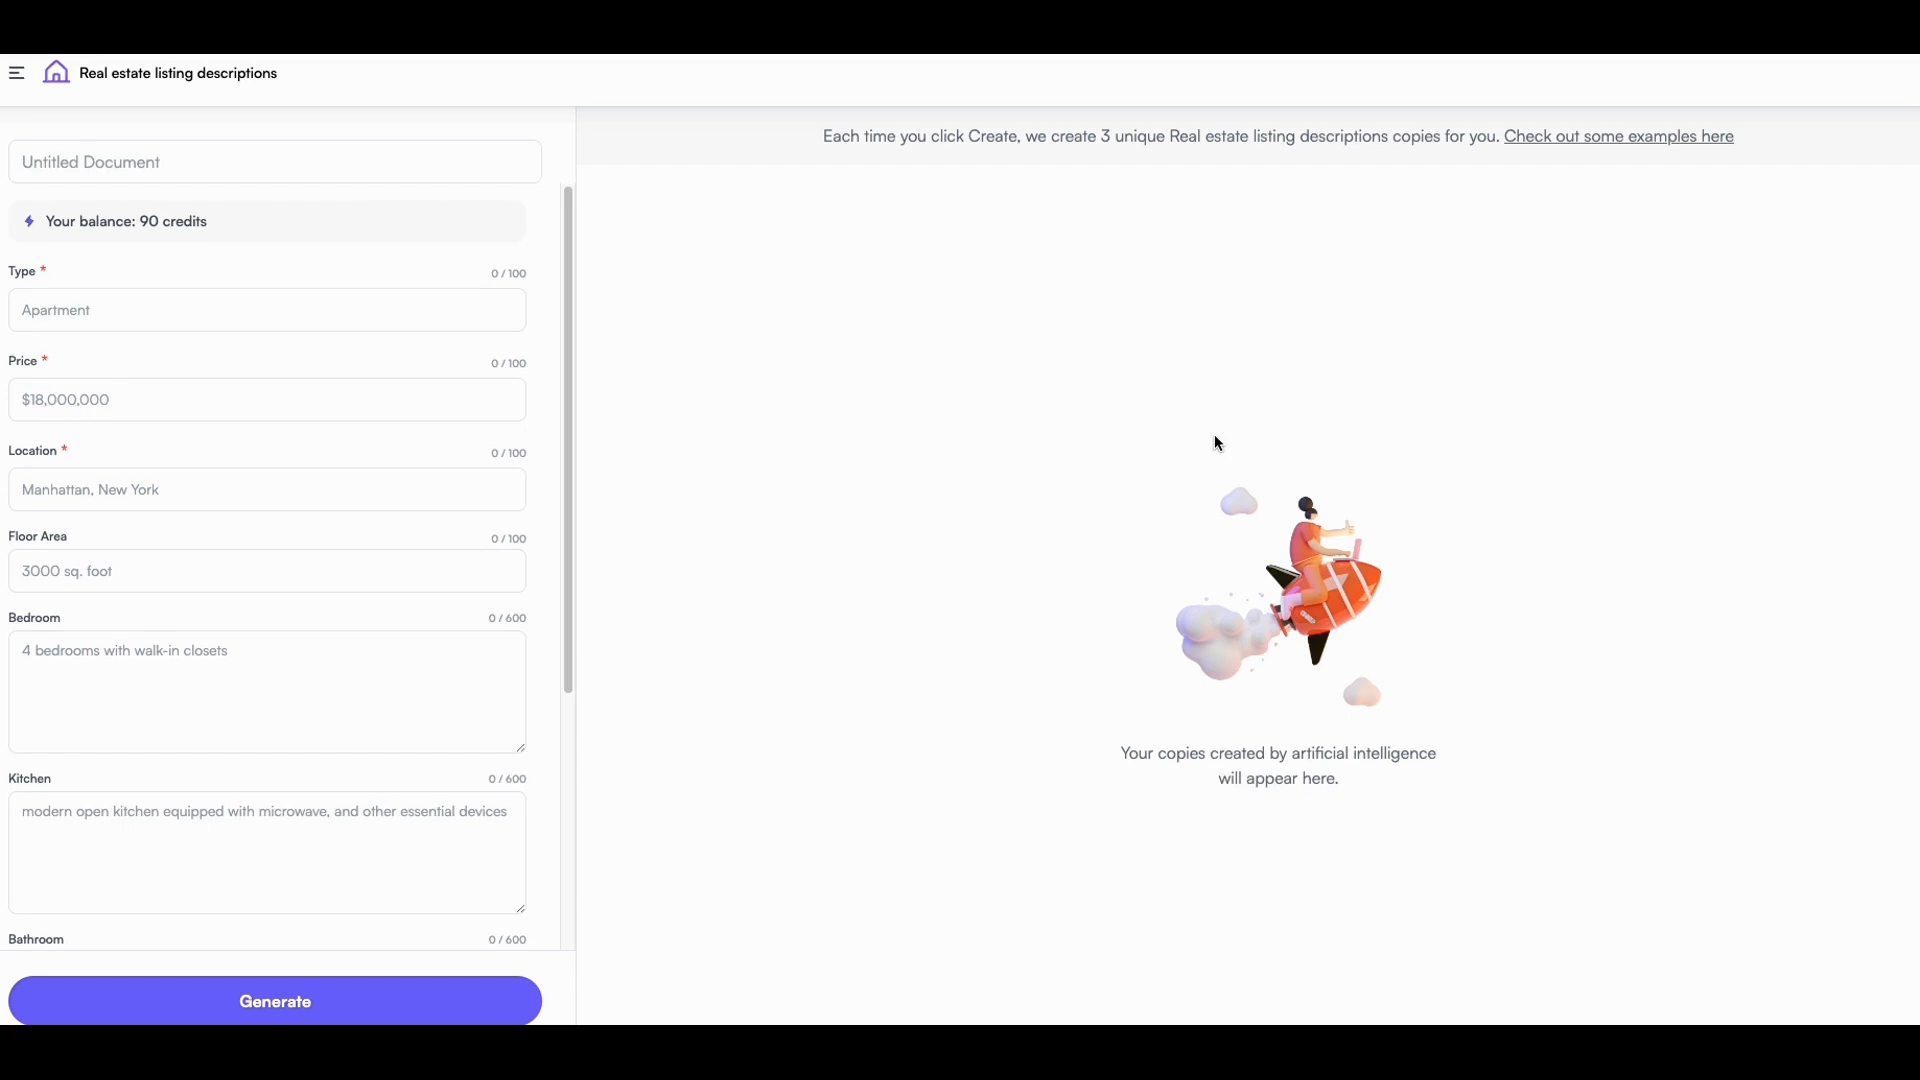 Real estate listing descriptions
Each time you click Create, we create 3 unique Real estate listing descriptions copies for you. Check out some examples here
Untitled Document
Your balance: 90 credits
Type * 0 / 100
Apartment
Price * 0 / 100
$18,000,000
Location * 0 / 100
Manhattan, New York
Floor Area 0 / 100
3000 sq. foot
Bedroom 0 / 600
4 bedrooms with walk-in closets
Kitchen 0 / 600
modern open kitchen equipped with microwave, and other essential devices
Bathroom 0 / 600
Generate
Your copies created by artificial intelligence
will appear here.